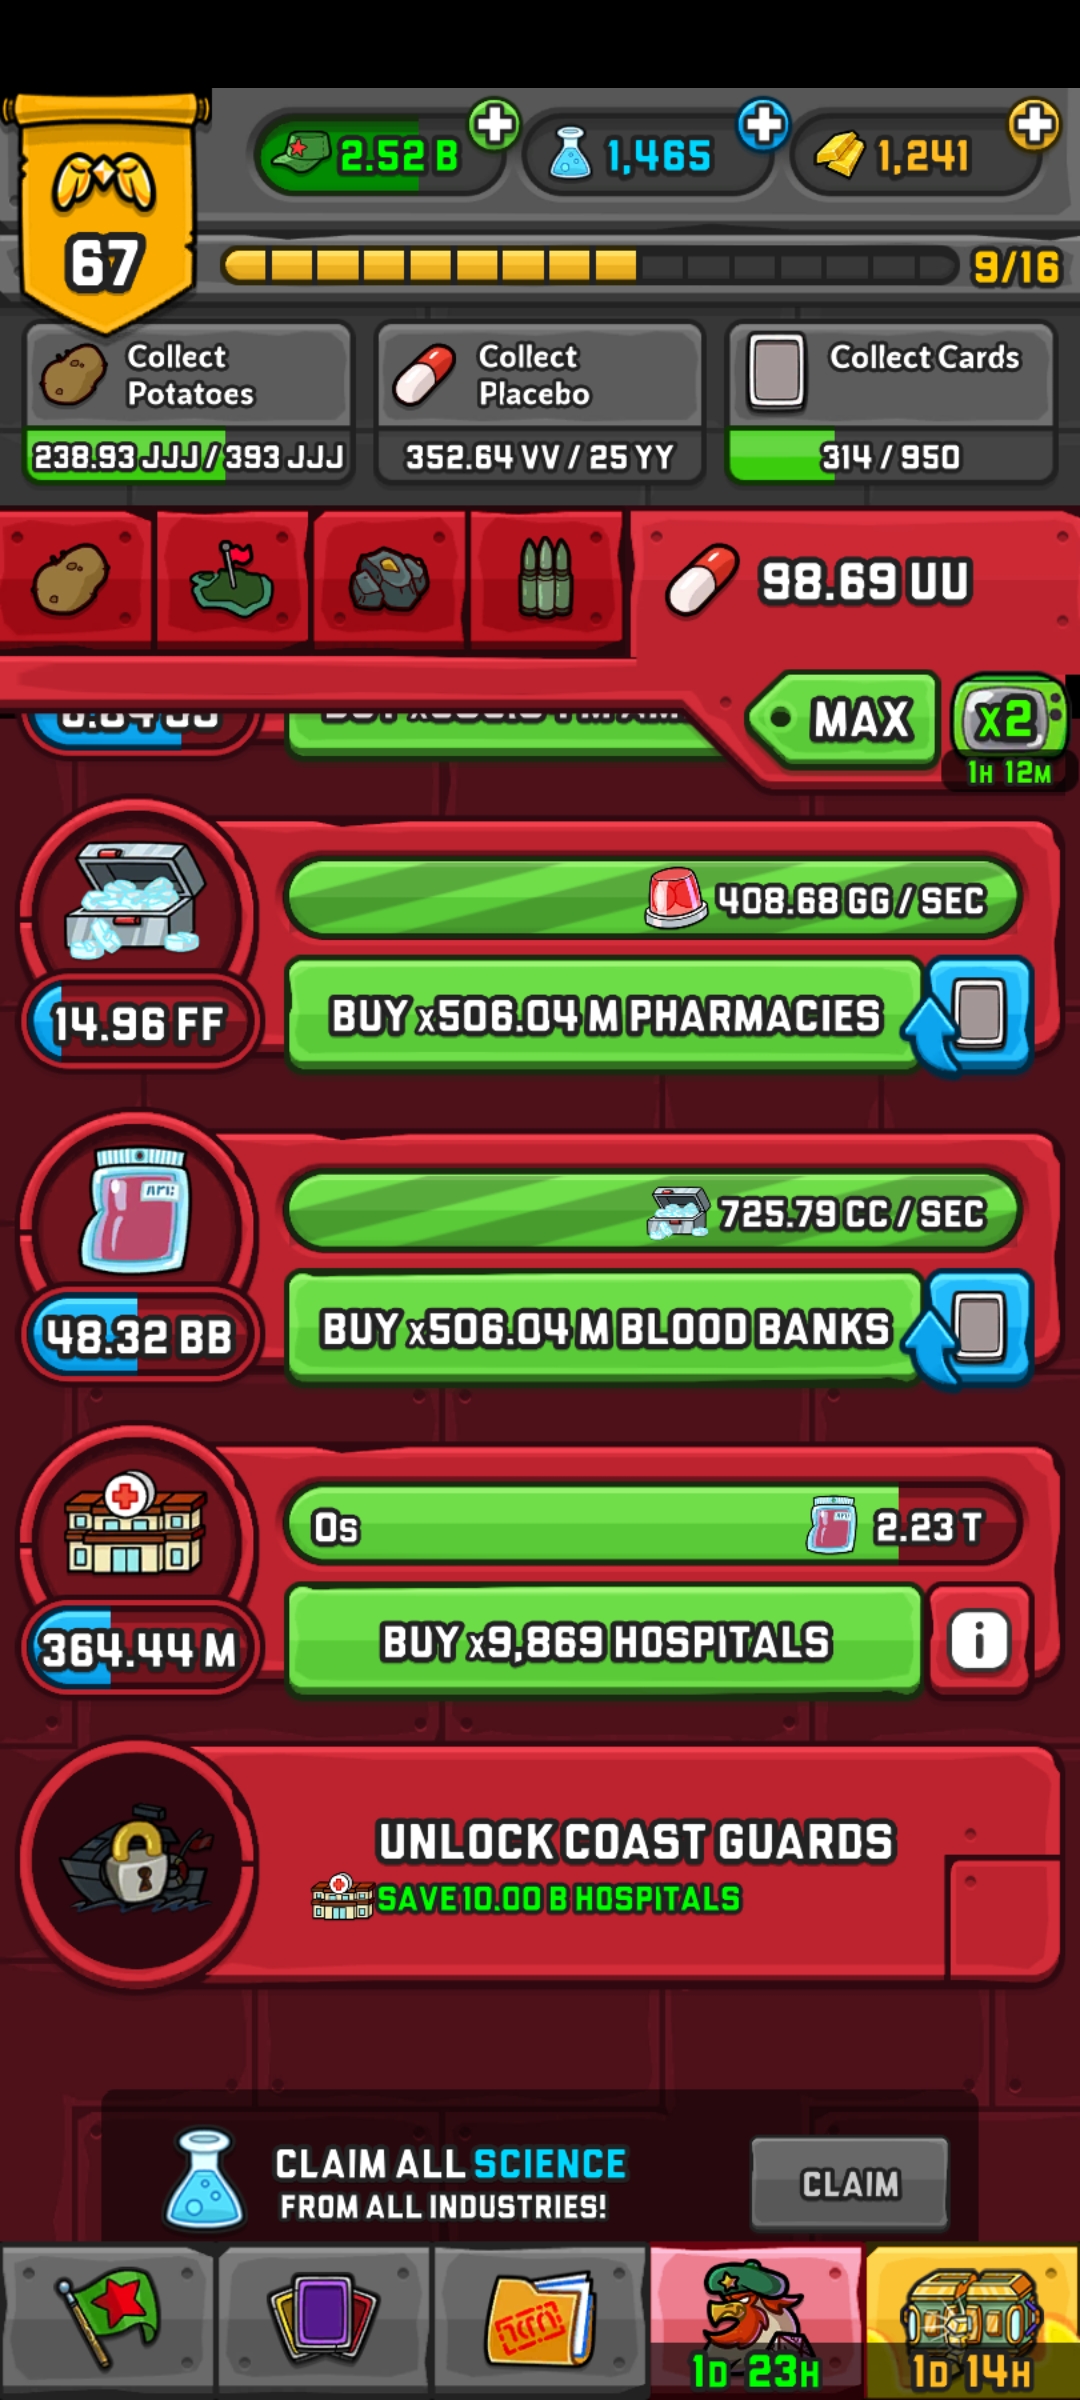 2.52 B
1,465
1,241
67
9/16
Collect
Potatoes
Collect
Placebo
Collect Cards
238.93 JJJ / 393 JJJ
352.64 VV / 25 YY
314 / 950
98.69 UU
MAX
x2
1H 12M
408.68 GG / SEC
14.96 FF
BUY x506.04 M PHARMACIES
725.79 CC / SEC
48.32 BB
BUY x506.04 M BLOOD BANKS
0s
2.23 T
364.44 M
BUY x9,869 HOSPITALS
i
UNLOCK COAST GUARDS
SAVE 10.00 B HOSPITALS
CLAIM ALL SCIENCE
FROM ALL INDUSTRIES!
CLAIM
1D 23H
1D 14H